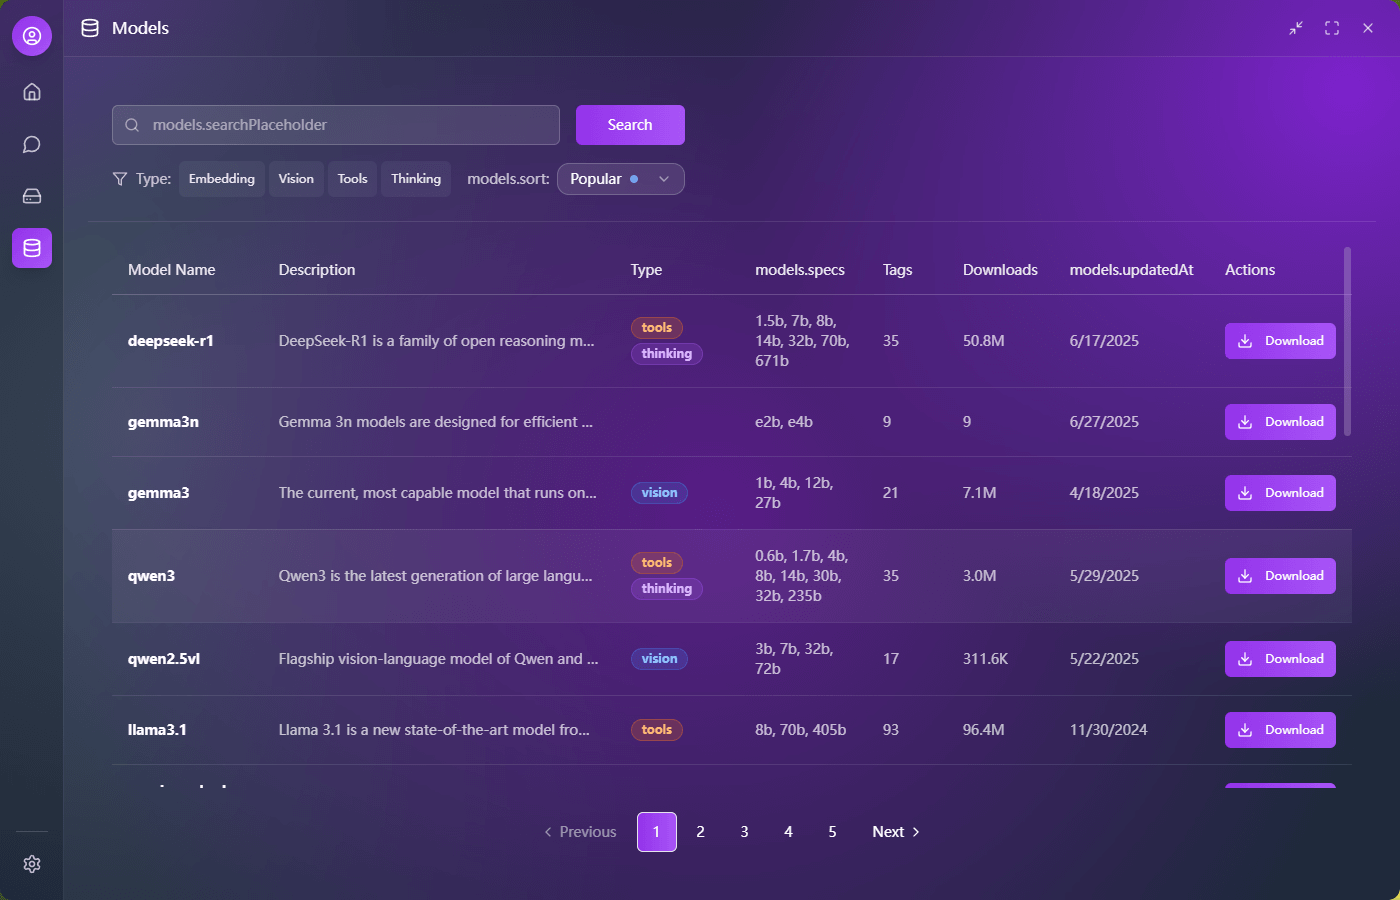 Models
models.searchPlaceholder
Search
Type: Embedding Vision Tools Thinking models.sort: Popular
Model Name Description Type models.specs Tags Downloads models.updatedAt Actions
deepseek-r1 DeepSeek-R1 is a family of open reasoning m... tools thinking 1.5b, 7b, 8b, 14b, 32b, 70b, 671b 35 50.8M 6/17/2025 Download
gemma3n Gemma 3n models are designed for efficient ... e2b, e4b 9 9 6/27/2025 Download
gemma3 The current, most capable model that runs on... vision 1b, 4b, 12b, 27b 21 7.1M 4/18/2025 Download
qwen3 Qwen3 is the latest generation of large langu... tools thinking 0.6b, 1.7b, 4b, 8b, 14b, 30b, 32b, 235b 35 3.0M 5/29/2025 Download
qwen2.5vl Flagship vision-language model of Qwen and ... vision 3b, 7b, 32b, 72b 17 311.6K 5/22/2025 Download
llama3.1 Llama 3.1 is a new state-of-the-art model fro... tools 8b, 70b, 405b 93 96.4M 11/30/2024 Download
Previous 1 2 3 4 5 Next